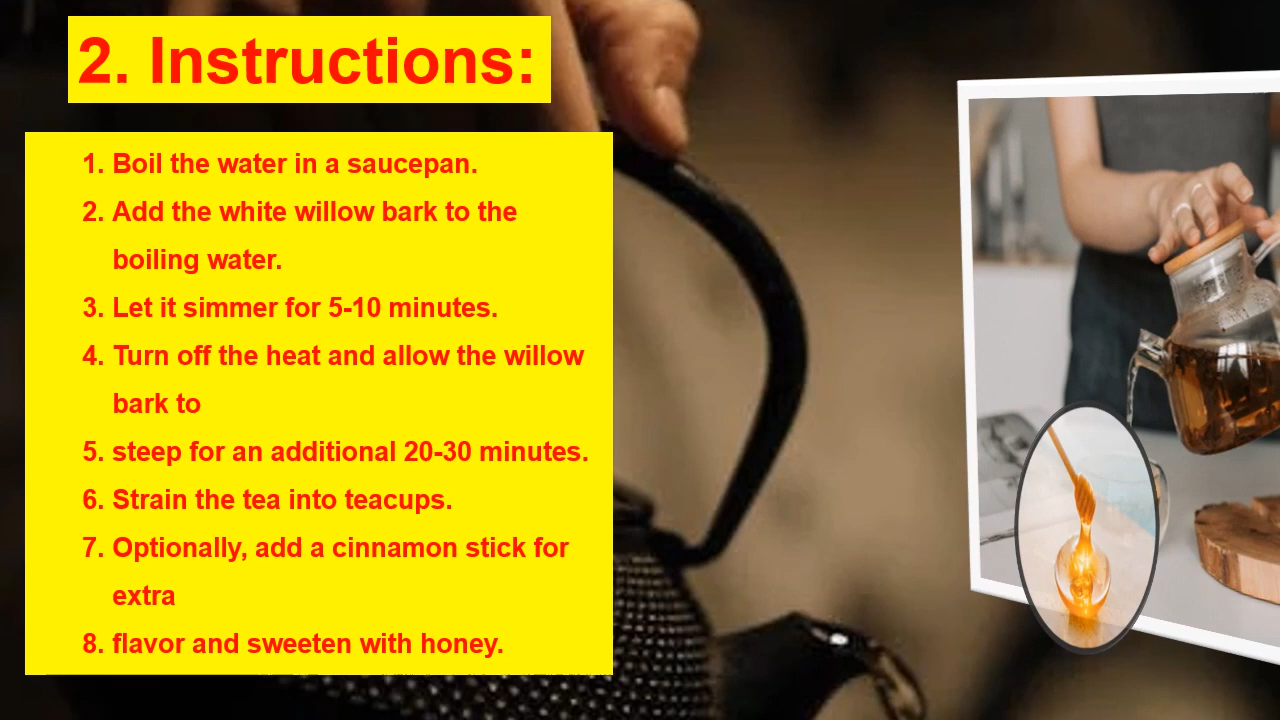 2. Instructions:
1. Boil the water in a saucepan.
2. Add the white willow bark to the
boiling water.
3. Let it simmer for 5-10 minutes.
4. Turn off the heat and allow the willow
bark to
5. steep for an additional 20-30 minutes.
6. Strain the tea into teacups.
7. Optionally, add a cinnamon stick for
extra
8. flavor and sweeten with honey.